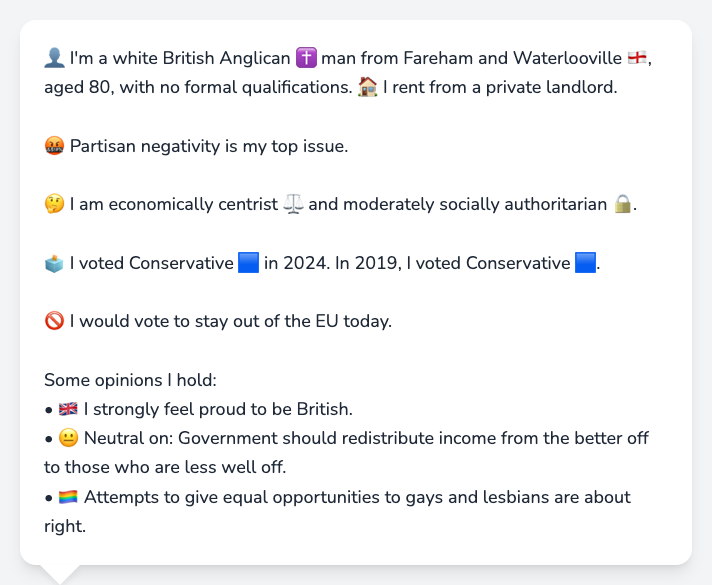 👤 I'm a white British Anglican ✝️ man from Fareham and Waterlooville 🏴󠁧󠁢󠁥󠁮󠁧󠁿,
aged 80, with no formal qualifications. 🏠 I rent from a private landlord.
🤬 Partisan negativity is my top issue.
🤔 I am economically centrist ⚖️ and moderately socially authoritarian 🔒.
🗳️ I voted Conservative 🟦 in 2024. In 2019, I voted Conservative 🟦.
🚫 I would vote to stay out of the EU today.
Some opinions I hold:
• 🇬🇧 I strongly feel proud to be British.
• 😐 Neutral on: Government should redistribute income from the better off
to those who are less well off.
• 🏳️‍🌈 Attempts to give equal opportunities to gays and lesbians are about
right.